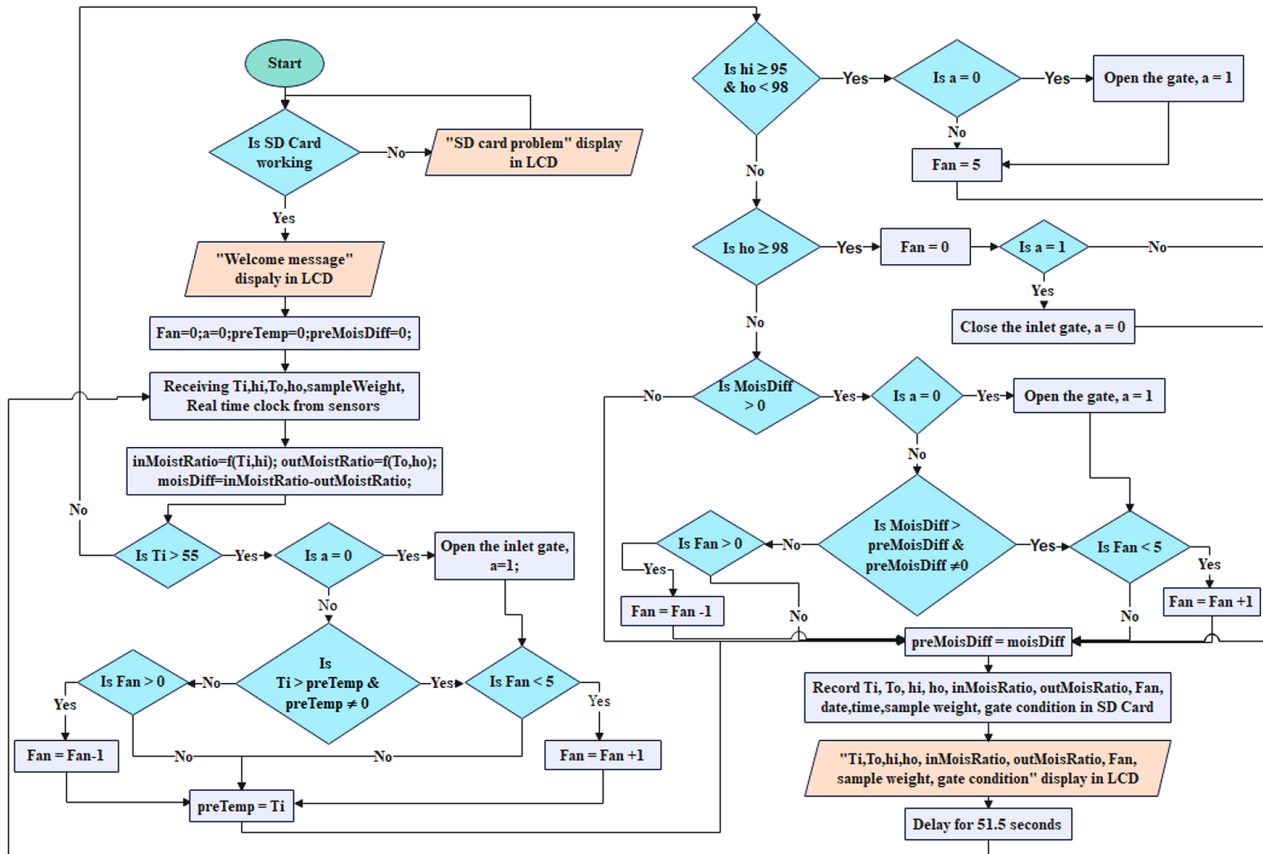 Start
Is SD Card
working
No
"SD card problem" display
in LCD
Yes
"Welcome message"
dispaly in LCD
Fan=0;a=0;preTemp=0;preMoisDiff=0;
Receiving Ti,hi,To,ho,sampleWeight,
Real time clock from sensors
inMoistRatio=f(Ti,hi); outMoistRatio=f(To,ho);
moisDiff=inMoistRatio-outMoistRatio;
No
Is Ti > 55
Yes
Is a = 0
Yes
Open the inlet gate,
a=1;
No
Is
Ti > preTemp &
preTemp ≠ 0
No
Is Fan > 0
Yes
Fan = Fan-1
No
Yes
Is Fan < 5
Yes
Fan = Fan +1
No
preTemp = Ti
Is hi ≥ 95
& ho < 98
Yes
Is a = 0
Yes
Open the gate, a = 1
No
Fan = 5
No
Is ho ≥ 98
Yes
Fan = 0
Is a = 1
No
Yes
Close the inlet gate, a = 0
No
Is MoisDiff
> 0
No
Yes
Is a = 0
Yes
Open the gate, a = 1
No
Is MoisDiff >
preMoisDiff &
preMoisDiff ≠0
No
Is Fan > 0
Yes
Fan = Fan -1
No
Yes
Is Fan < 5
Yes
Fan = Fan +1
No
preMoisDiff = moisDiff
Record Ti, To, hi, ho, inMoisRatio, outMoisRatio, Fan,
date,time,sample weight, gate condition in SD Card
"Ti,To,hi,ho, inMoisRatio, outMoisRatio, Fan,
sample weight, gate condition" display in LCD
Delay for 51.5 seconds